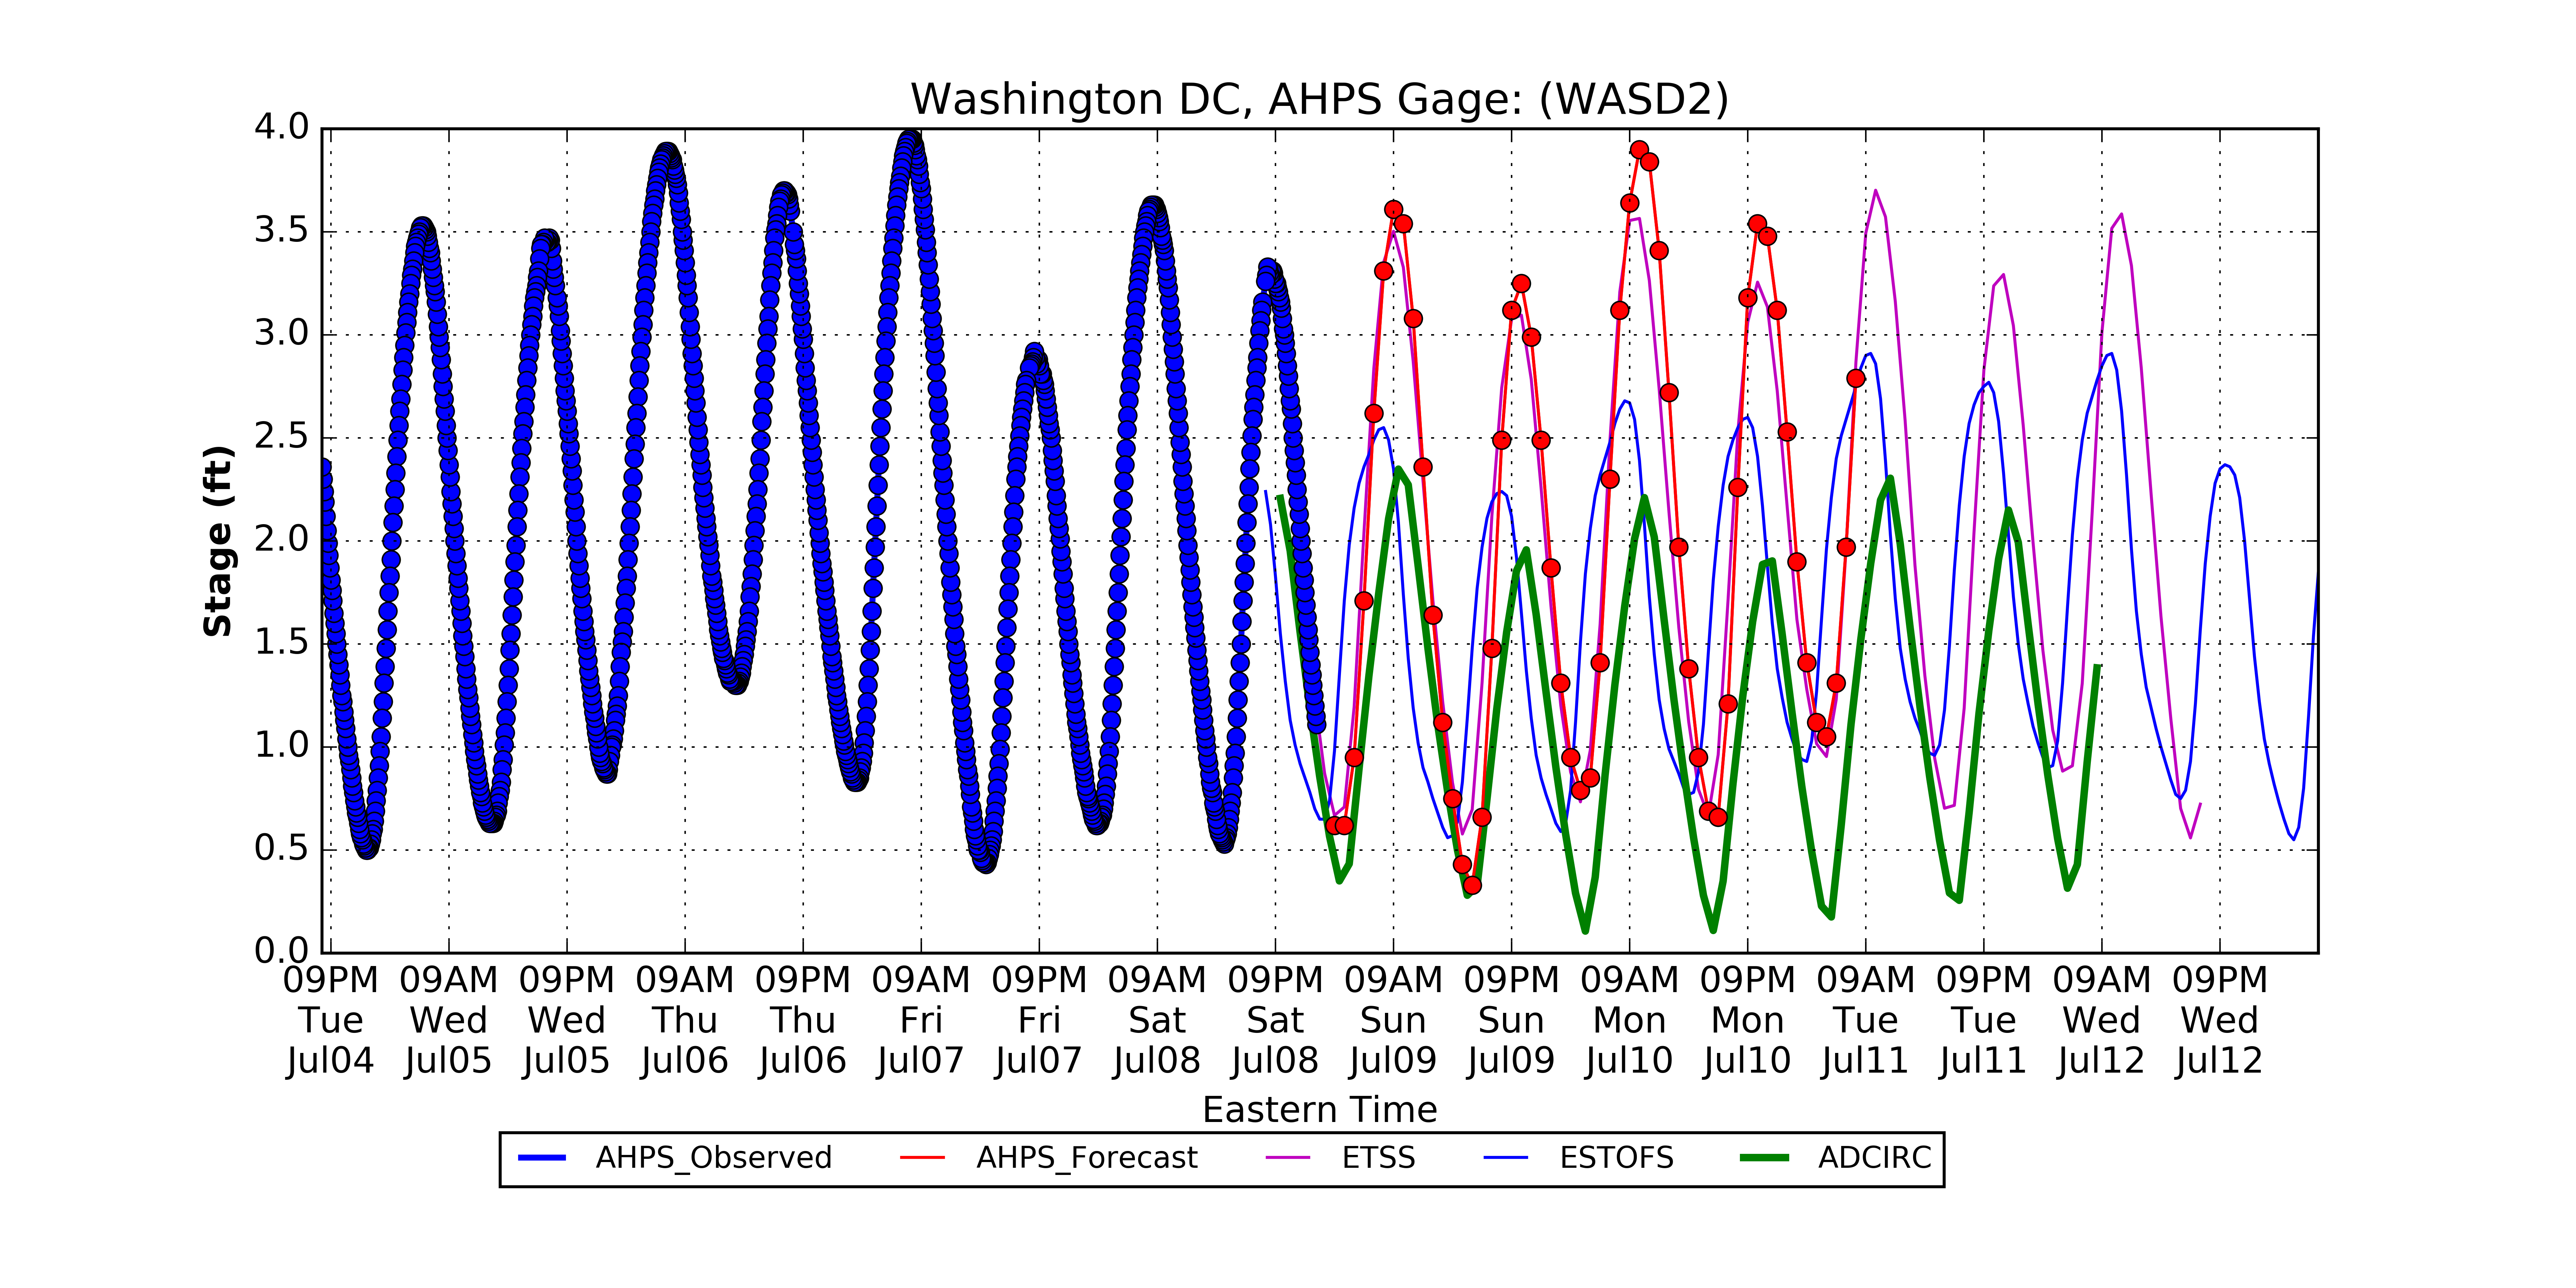 Washington DC, AHPS Gage: (WASD2)
4.0
3.5
3.0
2.5
2.0
1.5
1.0
0.5
0.0
Stage (ft)
09PM 09AM 09PM 09AM 09PM 09AM 09PM 09AM 09PM 09AM 09PM 09AM 09PM 09AM 09PM 09AM 09PM
Tue Wed Wed Thu Thu Fri Fri Sat Sat Sun Sun Mon Mon Tue Tue Wed Wed
Jul04 Jul05 Jul05 Jul06 Jul06 Jul07 Jul07 Jul08 Jul08 Jul09 Jul09 Jul10 Jul10 Jul11 Jul11 Jul12 Jul12
Eastern Time
AHPS_Observed AHPS_Forecast ETSS ESTOFS ADCIRC